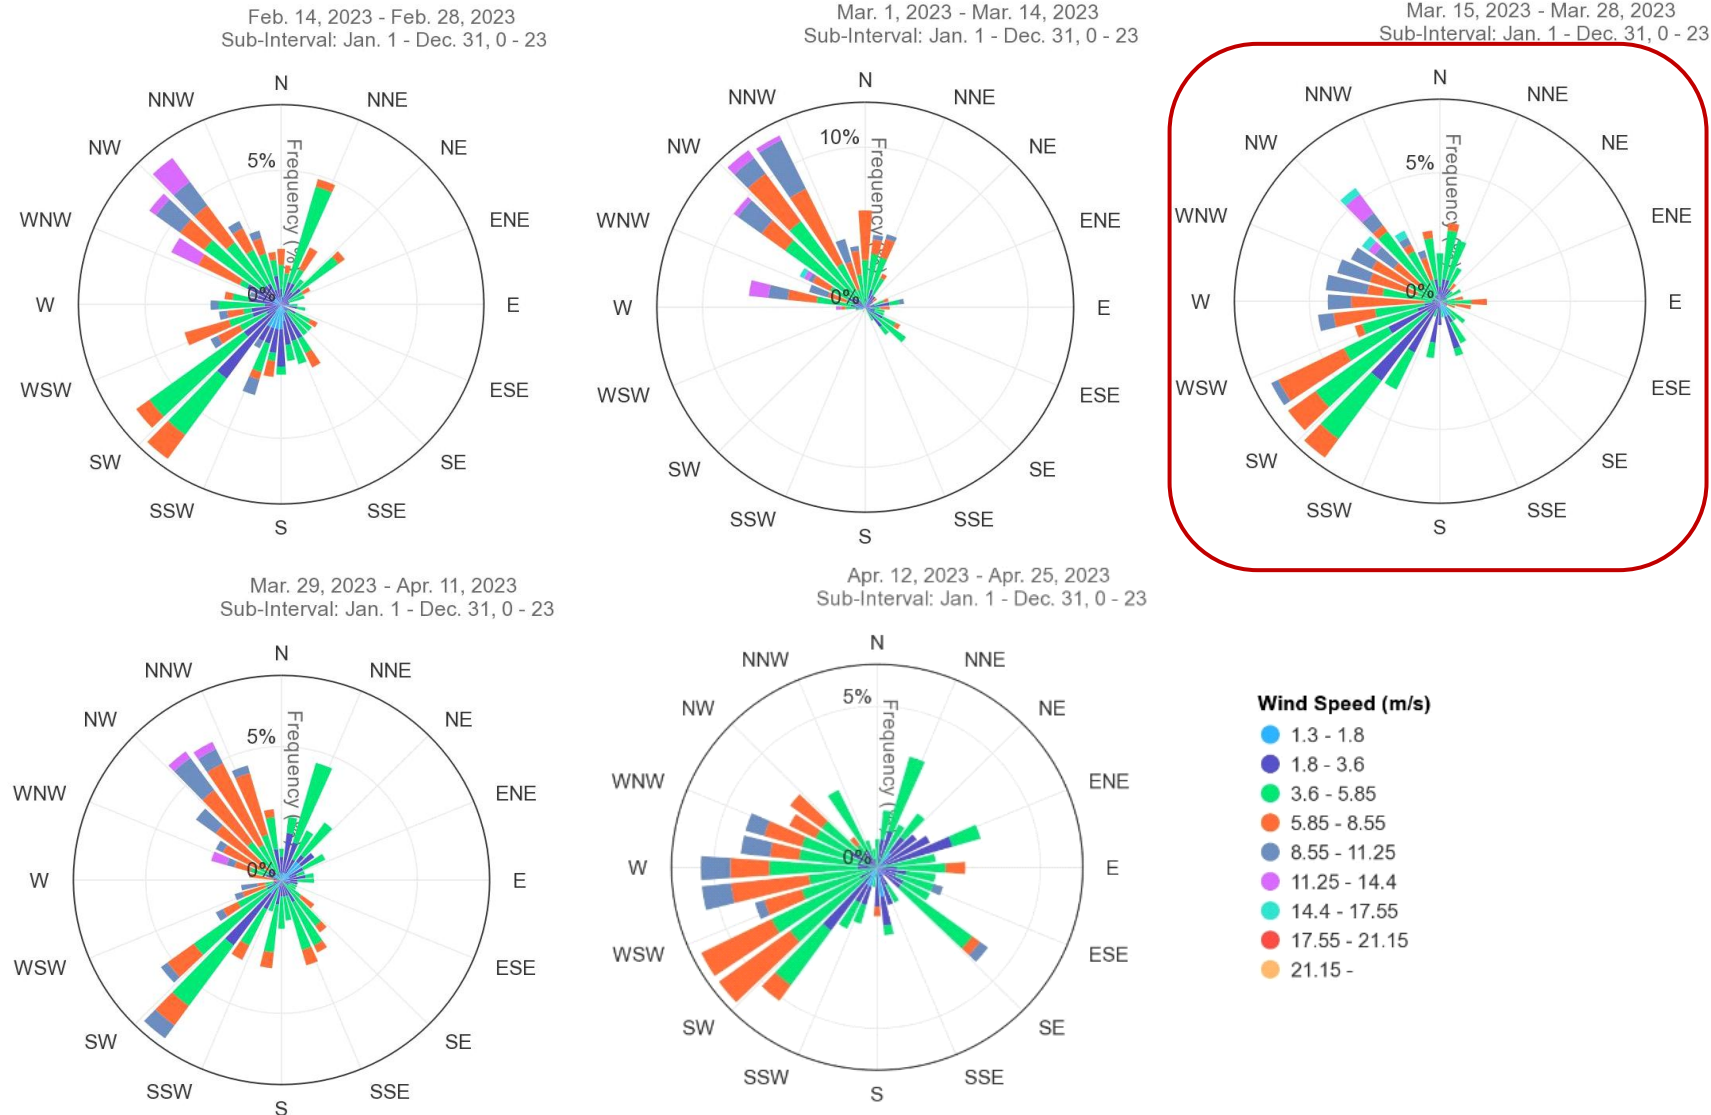 Feb. 14, 2023 - Feb. 28, 2023
Sub-Interval: Jan. 1 - Dec. 31, 0 - 23
N
NNW
NNE
NW
NE
5%
Frequency (%
WNW
ENE
0%
W
E
WSW
ESE
SW
SE
SSW
SSE
S
Mar. 1, 2023 - Mar. 14, 2023
Sub-Interval: Jan. 1 - Dec. 31, 0 - 23
N
NNW
NNE
10%
NW
NE
Frequency (%
WNW
ENE
0%
W
E
WSW
ESE
SW
SE
SSW
SSE
S
Mar. 15, 2023 - Mar. 28, 2023
Sub-Interval: Jan. 1 - Dec. 31, 0 - 23
N
NNW
NNE
NW
NE
5%
Frequency (%)
WNW
ENE
0%
W
E
WSW
ESE
SW
SE
SSW
SSE
S
Mar. 29, 2023 - Apr. 11, 2023
Sub-Interval: Jan. 1 - Dec. 31, 0 - 23
N
NNW
NNE
NW
NE
5%
Frequency (
WNW
ENE
0%
W
E
WSW
ESE
SW
SE
SSW
SSE
S
Apr. 12, 2023 - Apr. 25, 2023
Sub-Interval: Jan. 1 - Dec. 31, 0 - 23
N
NNW
NNE
5%
NW
NE
Frequency (
WNW
ENE
0%
W
E
WSW
ESE
SW
SE
SSW
SSE
S
Wind Speed (m/s)
1.3 - 1.8
1.8 - 3.6
3.6 - 5.85
5.85 - 8.55
8.55 - 11.25
11.25 - 14.4
14.4 - 17.55
17.55 - 21.15
21.15 -